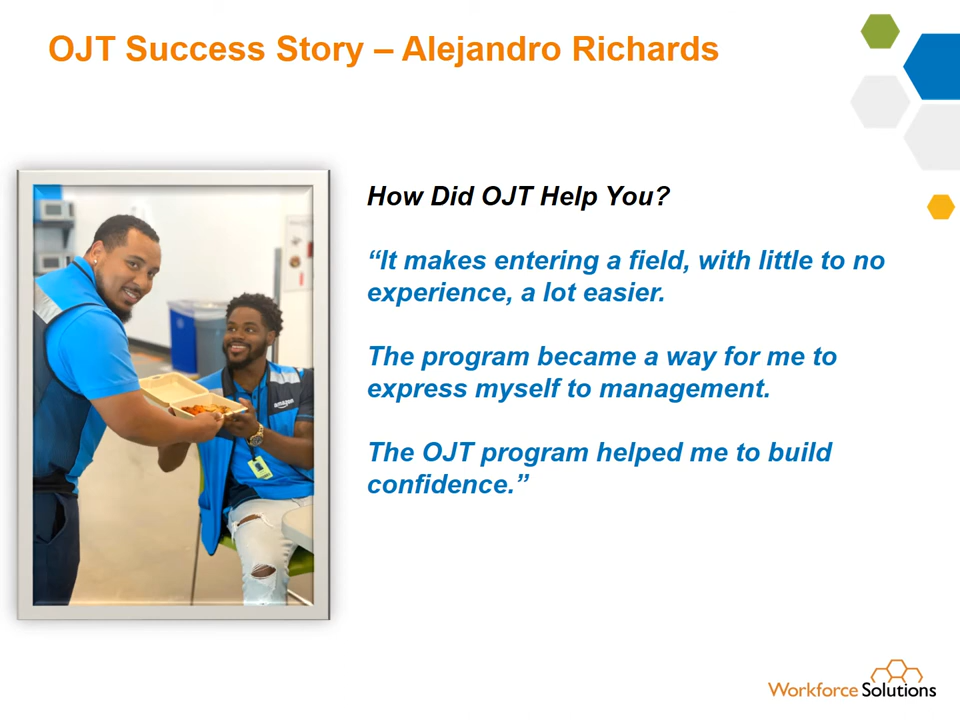 OJT Success Story – Alejandro Richards
How Did OJT Help You?
“It makes entering a field, with little to no
experience, a lot easier.
The program became a way for me to
express myself to management.
The OJT program helped me to build
confidence.”
amazon
Workforce Solutions